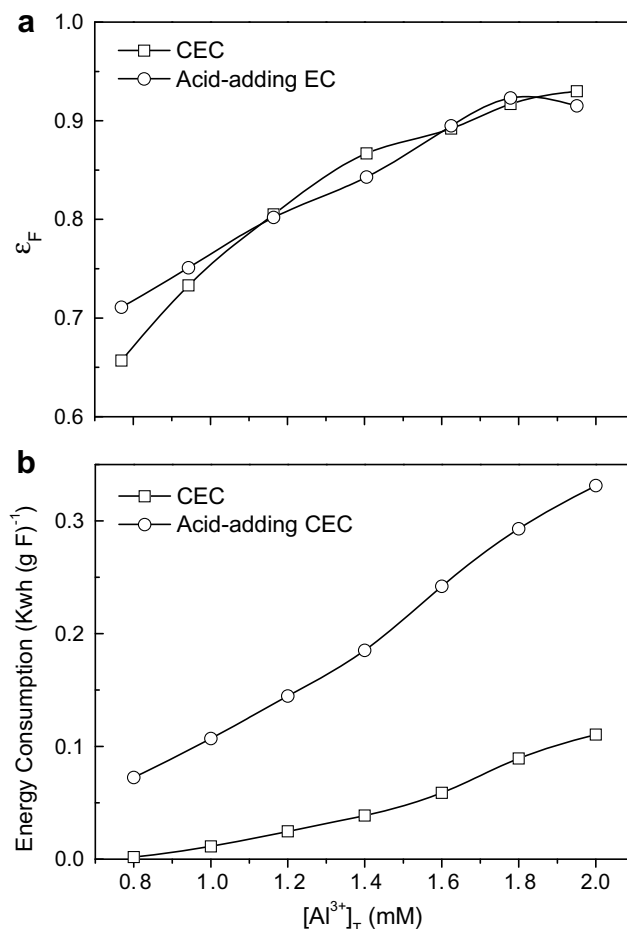 a
CEC
Acid-adding EC
1.0
0.9
0.8
0.7
0.6
ε_F
b
CEC
Acid-adding CEC
0.3
0.2
0.1
0.0
Energy Consumption (Kwh (g F)⁻¹)
0.8 1.0 1.2 1.4 1.6 1.8 2.0
[Al³⁺]_T (mM)